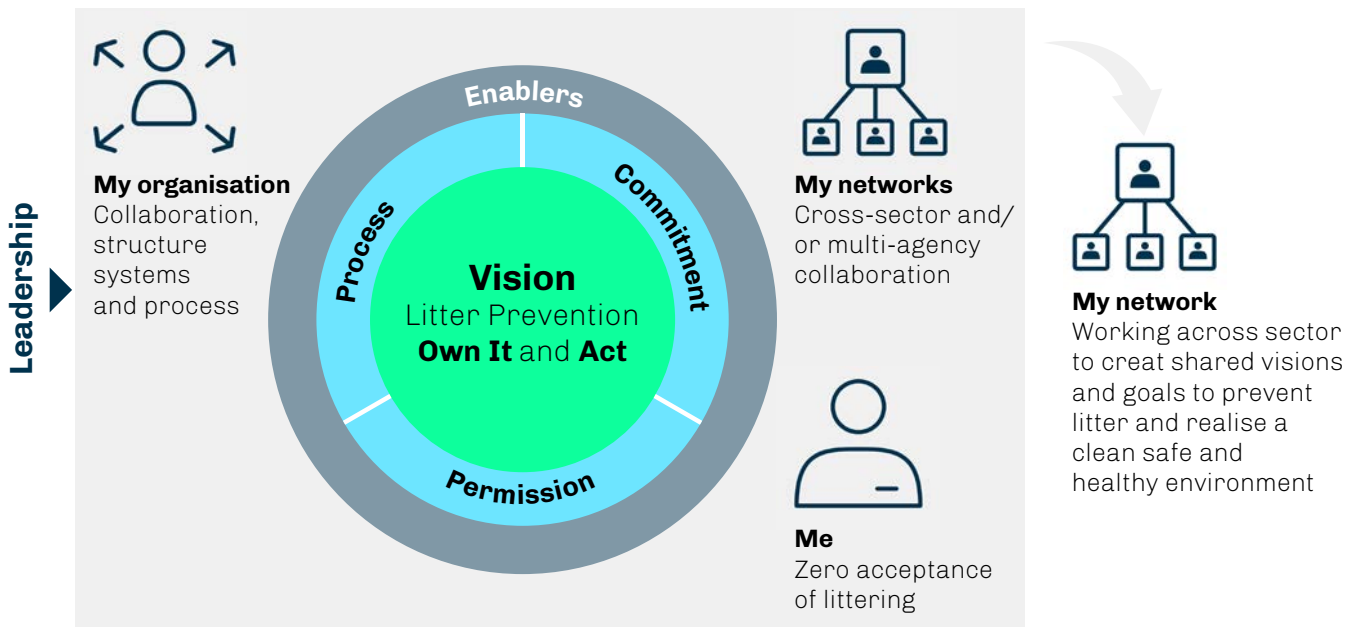 Leadership
My organisation
Collaboration,
structure
systems
and process
Enablers
Process
Commitment
Permission
Vision
Litter Prevention
Own It and Act
My networks
Cross-sector and/
or multi-agency
collaboration
Me
Zero acceptance
of littering
My network
Working across sector
to creat shared visions
and goals to prevent
litter and realise a
clean safe and
healthy environment